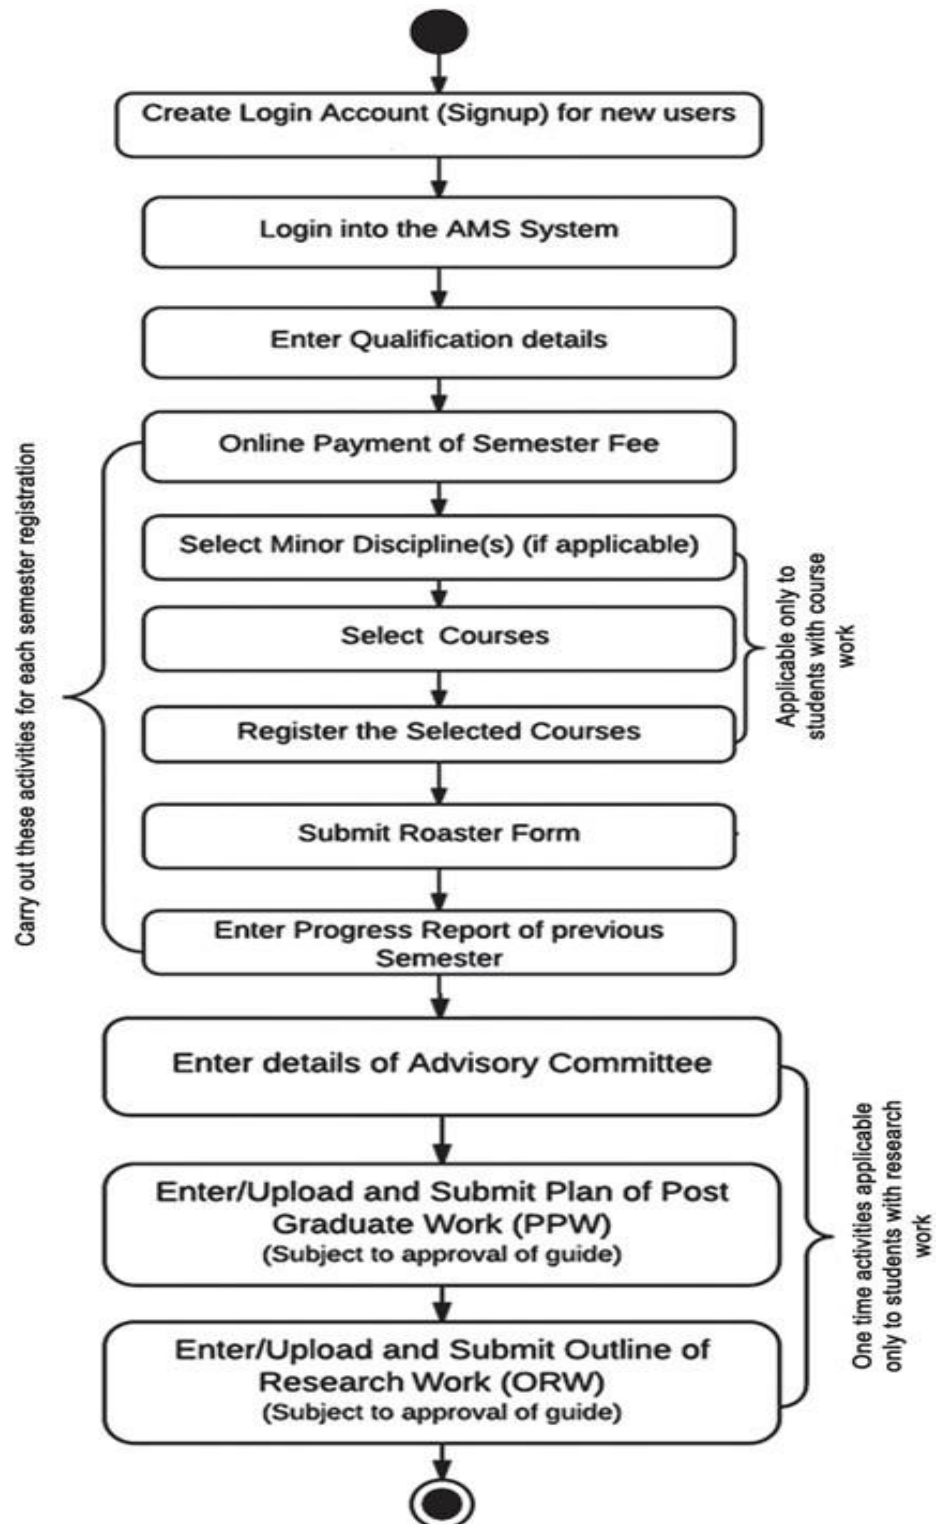 Create Login Account (Signup) for new users
Login into the AMS System
Enter Qualification details
Online Payment of Semester Fee
Select Minor Discipline(s) (if applicable)
Select Courses
Register the Selected Courses
Submit Roaster Form
Enter Progress Report of previous
Semester
Carry out these activities for each semester registration
Applicable only to
students with course
work
Enter details of Advisory Committee
Enter/Upload and Submit Plan of Post
Graduate Work (PPW)
(Subject to approval of guide)
Enter/Upload and Submit Outline of
Research Work (ORW)
(Subject to approval of guide)
One time activities applicable
only to students with research
work